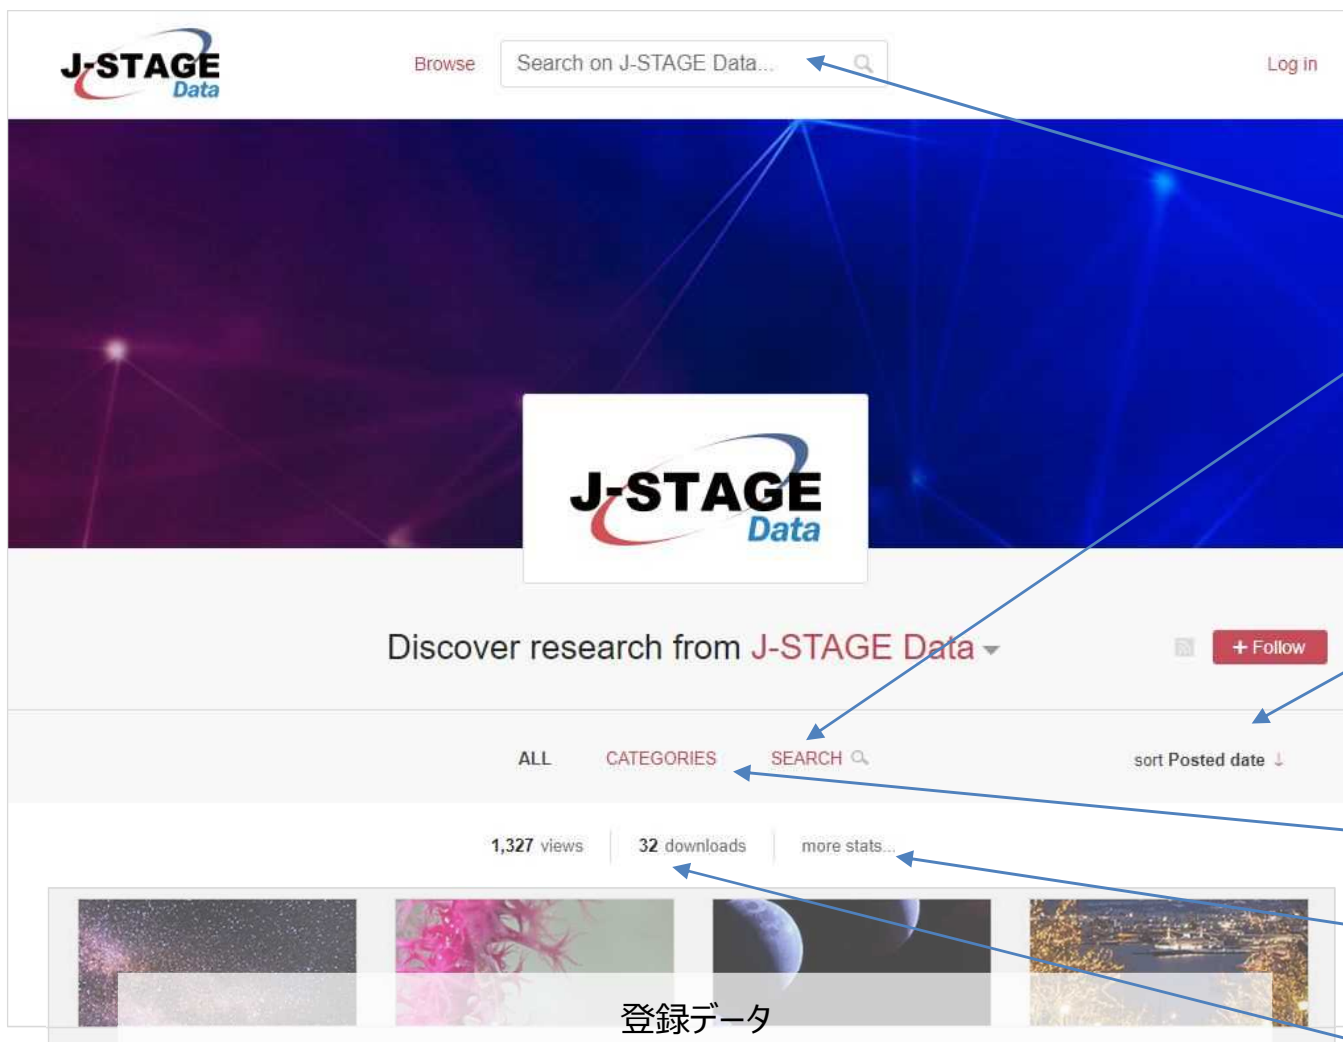 J-STAGE
Data
Browse
Search on J-STAGE Data...
Log in
J-STAGE
Data
Discover research from J-STAGE Data
+ Follow
ALL CATEGORIES SEARCH sort Posted date ↓
1,327 views 32 downloads more stats...
登録データ